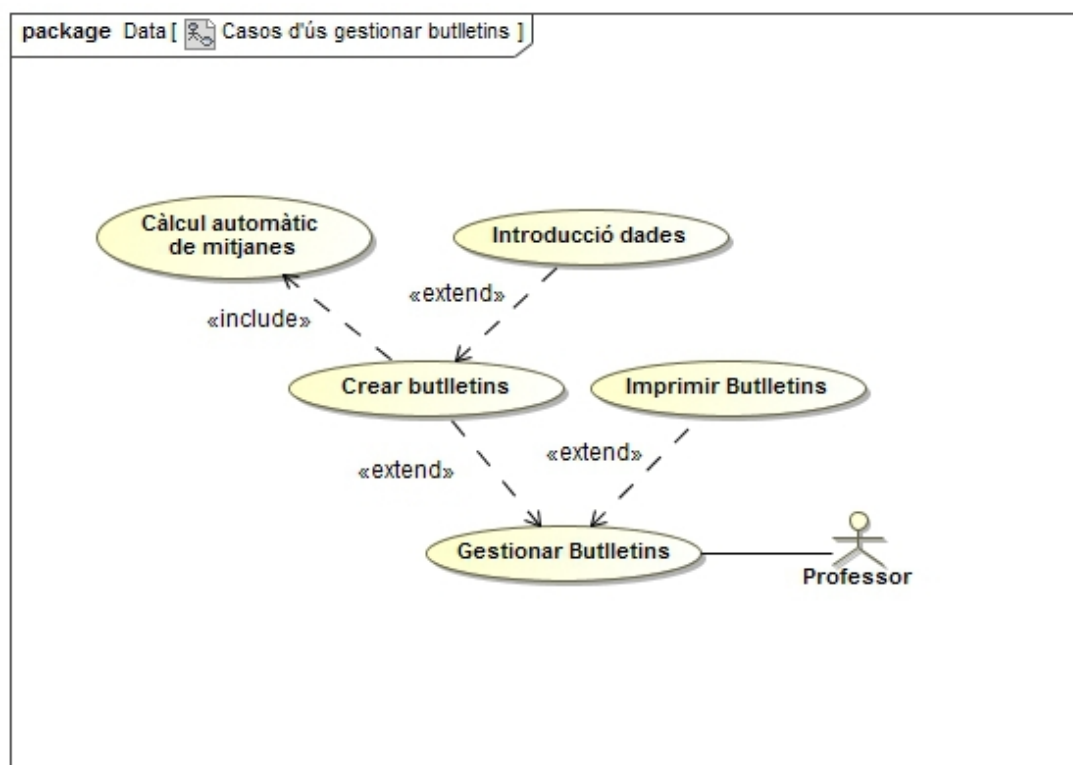 package Data [ Casos d'ús gestionar butlletins ]
Càlcul automàtic
de mitjanes
Introducció dades
«extend»
«include»
Crear butlletins
Imprimir Butlletins
«extend»
«extend»
Gestionar Butlletins
Professor